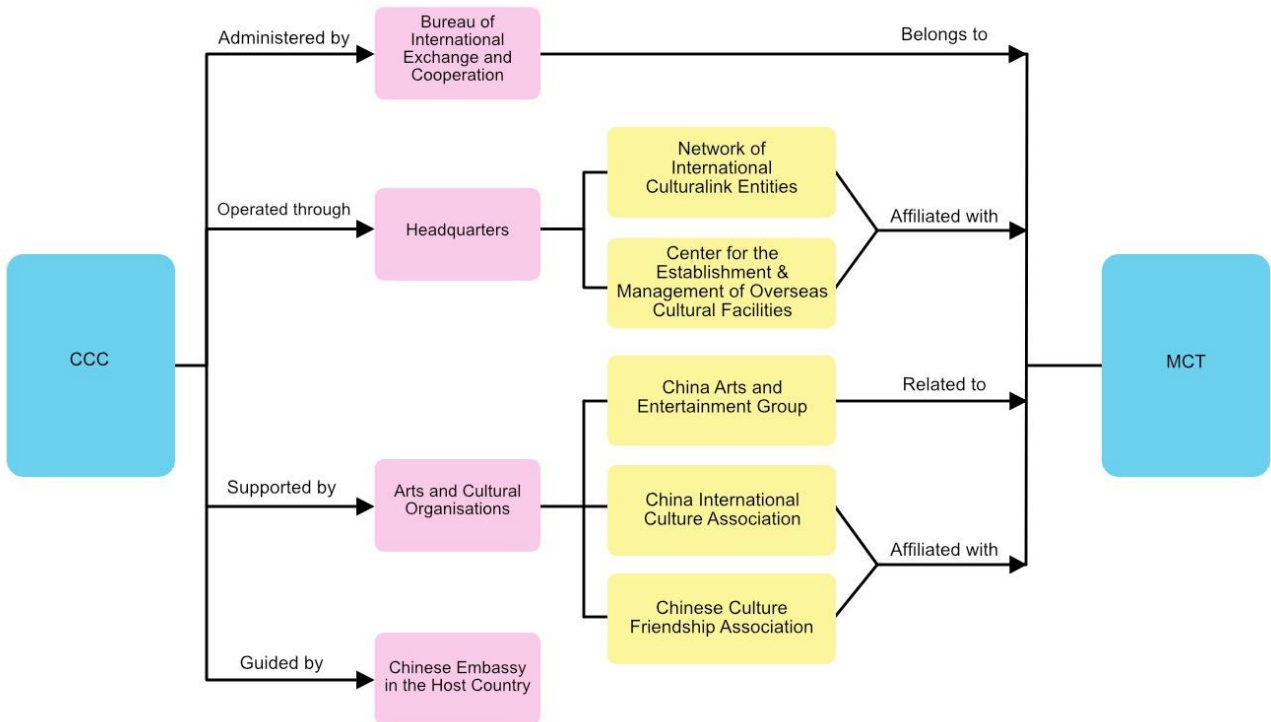 Administered by
Bureau of
International
Exchange and
Cooperation
Belongs to
Network of
International
Culturalink Entities
Operated through
Headquarters
Affiliated with
Center for the
Establishment &
Management of Overseas
Cultural Facilities
CCC
MCT
China Arts and
Entertainment Group
Related to
Supported by
Arts and Cultural
Organisations
China International
Culture Association
Affiliated with
Chinese Culture
Friendship Association
Guided by
Chinese Embassy
in the Host Country